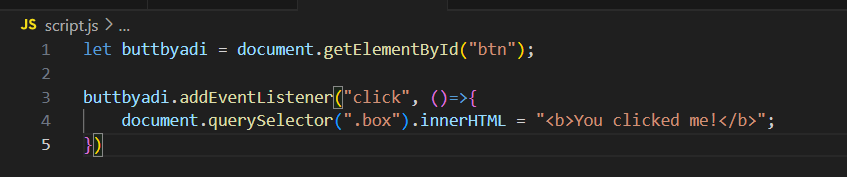 JS script.js > ...
1 let buttbyadi = document.getElementById("btn");
2
3 buttbyadi.addEventListener("click", ()=>{
4     document.querySelector(".box").innerHTML = "<b>You clicked me!</b>";
5 })